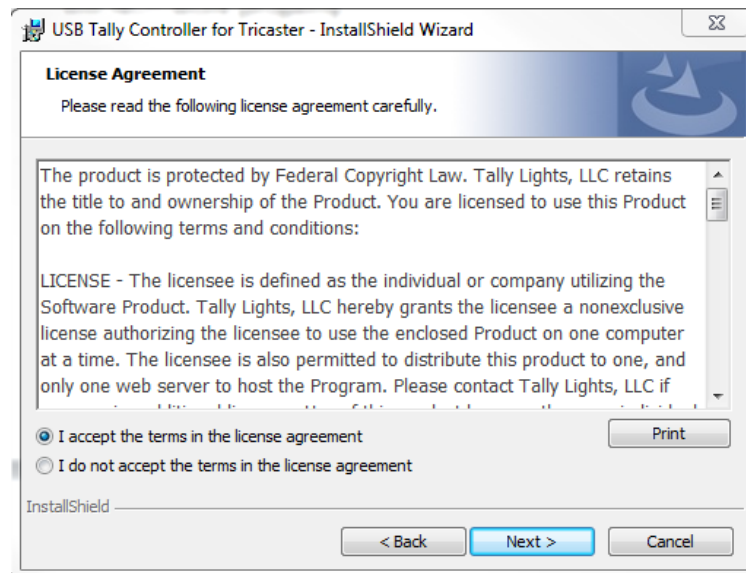 USB Tally Controller for Tricaster - InstallShield Wizard
License Agreement
Please read the following license agreement carefully.
The product is protected by Federal Copyright Law. Tally Lights, LLC retains
the title to and ownership of the Product. You are licensed to use this Product
on the following terms and conditions:
LICENSE - The licensee is defined as the individual or company utilizing the
Software Product. Tally Lights, LLC hereby grants the licensee a nonexclusive
license authorizing the licensee to use the enclosed Product on one computer
at a time. The licensee is also permitted to distribute this product to one, and
only one web server to host the Program. Please contact Tally Lights, LLC if
I accept the terms in the license agreement
Print
I do not accept the terms in the license agreement
InstallShield
< Back
Next >
Cancel